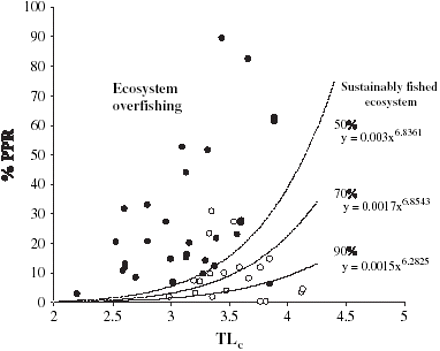 100
90
80
70
60
50
40
30
20
10
0
% PPR
Ecosystem
overfishing
Sustainably fished
ecosystem
50%
y = 0.003x^6.8361
70%
y = 0.0017x^6.8543
90%
y = 0.0015x^6.2825
2 2.5 3.0 3.5 4.0 4.5 5
TLc